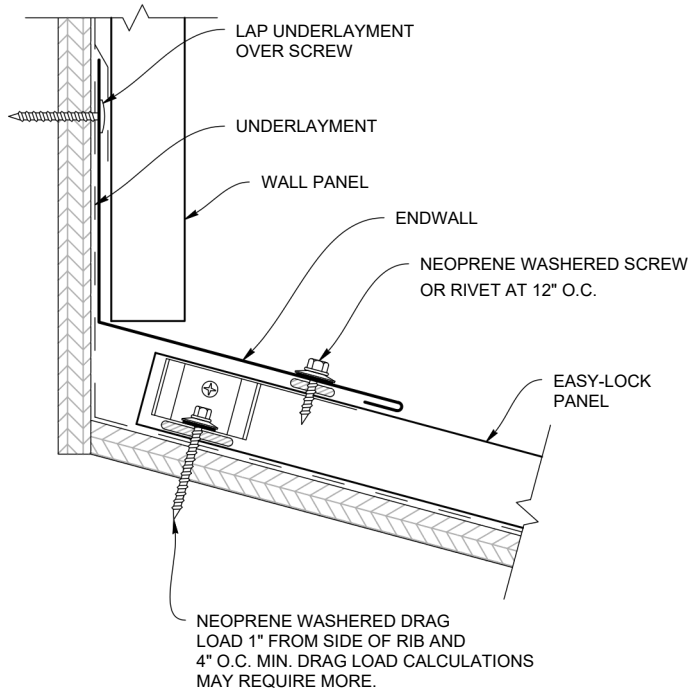 LAP UNDERLAYMENT
OVER SCREW
UNDERLAYMENT
WALL PANEL
ENDWALL
NEOPRENE WASHERED SCREW
OR RIVET AT 12" O.C.
EASY-LOCK
PANEL
NEOPRENE WASHERED DRAG
LOAD 1" FROM SIDE OF RIB AND
4" O.C. MIN. DRAG LOAD CALCULATIONS
MAY REQUIRE MORE.